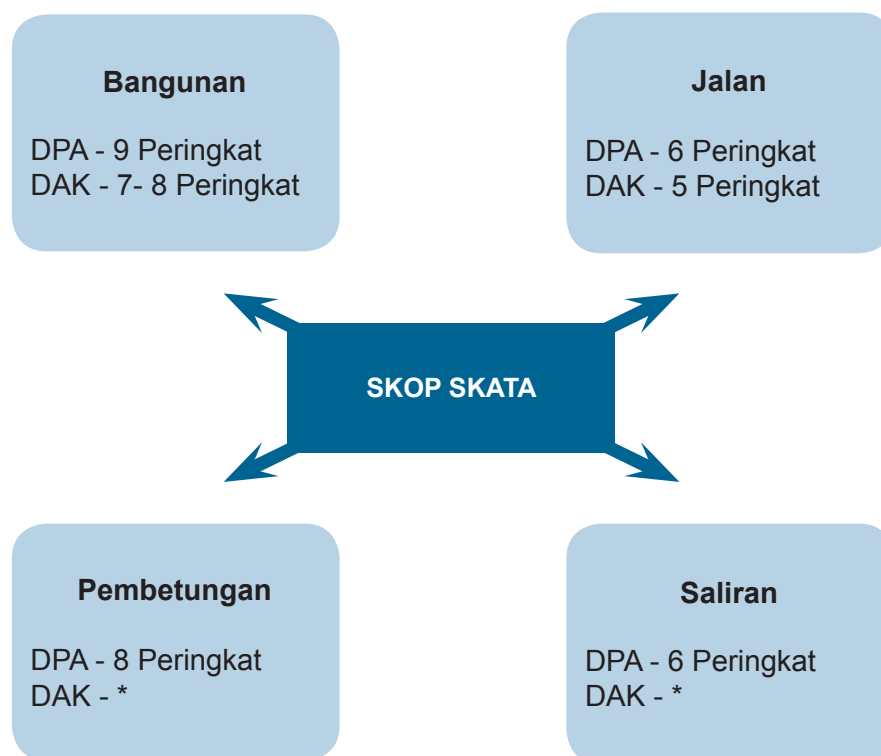 Bangunan
DPA - 9 Peringkat
DAK - 7- 8 Peringkat
Jalan
DPA - 6 Peringkat
DAK - 5 Peringkat
SKOP SKATA
Pembetungan
DPA - 8 Peringkat
DAK - *
Saliran
DPA - 6 Peringkat
DAK - *